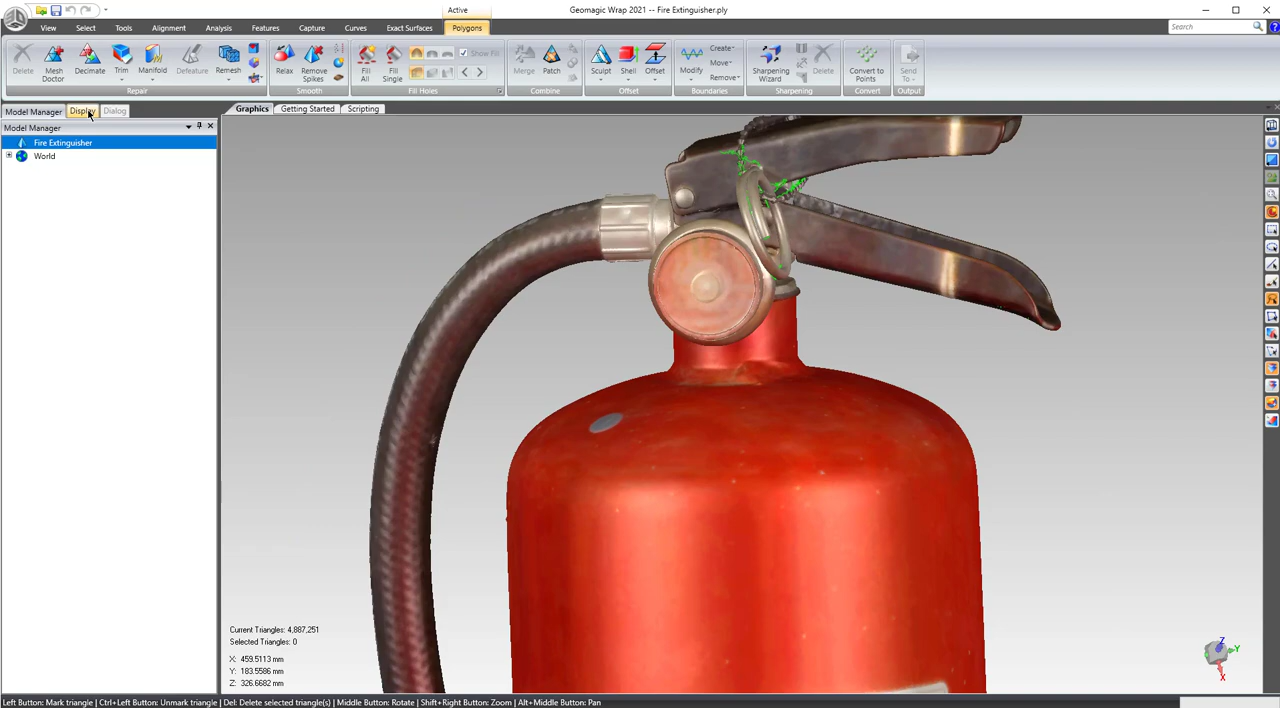 Active
Geomagic Wrap 2021 -- Fire Extinguisher.ply
View Select Tools Alignment Analysis Features Capture Curves Exact Surfaces Polygons
Search
Delete Mesh Doctor Decimate Trim Manifold Defeature Remesh
Relax Remove Spikes
Fill All Fill Single Show Fill
Merge Patch
Sculpt Shell Offset
Modify Create Move Remove
Sharpening Wizard Delete
Convert to Points
Send To
Repair Smooth Fill Holes Combine Offset Boundaries Sharpening Convert Output
Model Manager Display Dialog
Graphics Getting Started Scripting
Model Manager
Fire Extinguisher
World
Current Triangles: 4,887,251
Selected Triangles: 0
X: 459.5113 mm
Y: 183.5586 mm
Z: 326.6682 mm
Z
Y
X
Left Button: Mark triangle | Ctrl+Left Button: Unmark triangle | Del: Delete selected triangle(s) | Middle Button: Rotate | Shift+Right Button: Zoom | Alt+Middle Button: Pan